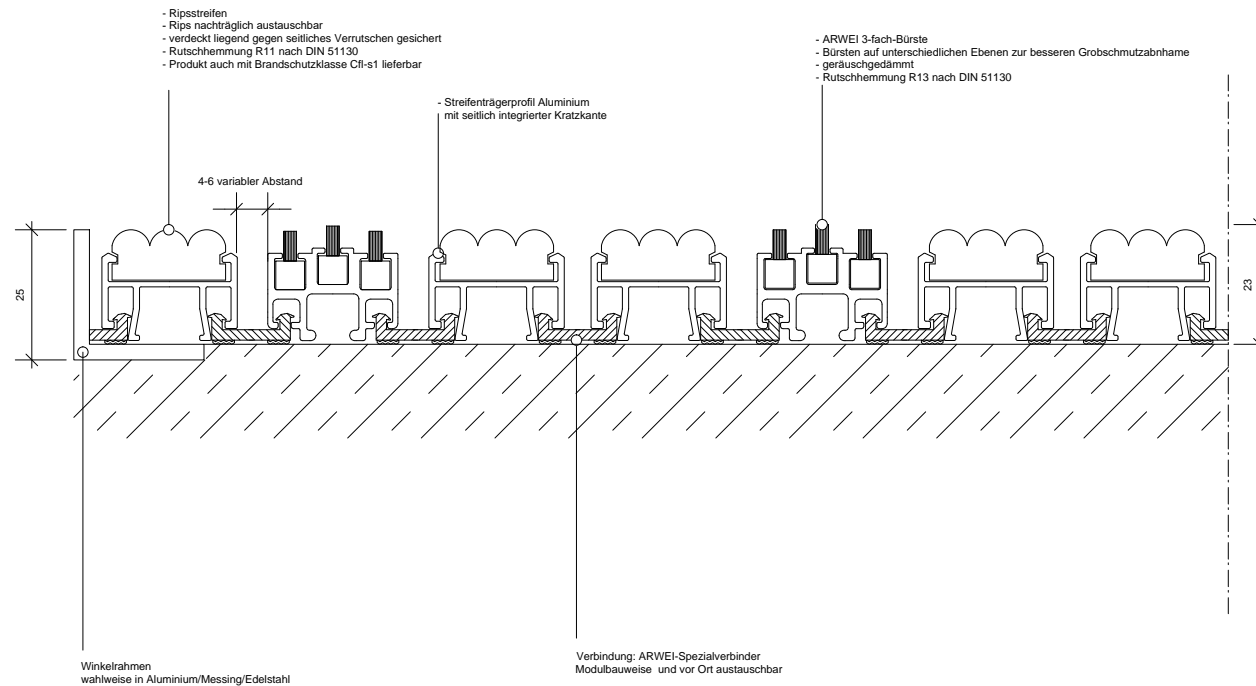 - Ripsstreifen
- Rips nachträglich austauschbar
- verdeckt liegend gegen seitliches Verrutschen gesichert
- Rutschhemmung R11 nach DIN 51130
- Produkt auch mit Brandschutzklasse Cfl-s1 lieferbar
- ARWEI 3-fach-Bürste
- Bürsten auf unterschiedlichen Ebenen zur besseren Grobschmutzabnhame
- geräuschgedämmt
- Rutschhemmung R13 nach DIN 51130
- Streifenträgerprofil Aluminium
mit seitlich integrierter Kratzkante
4-6 variabler Abstand
25
23
Winkelrahmen
wahlweise in Aluminium/Messing/Edelstahl
Verbindung: ARWEI-Spezialverbinder
Modulbauweise und vor Ort austauschbar